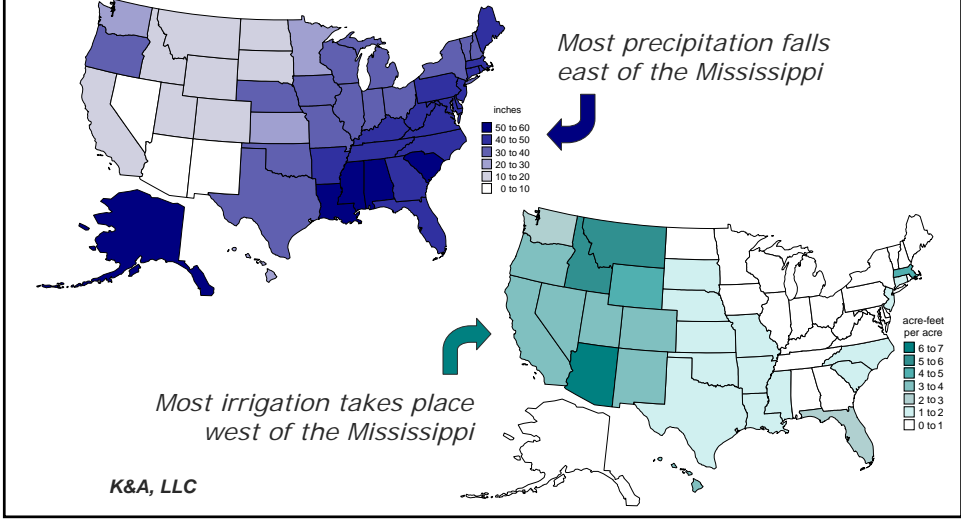 Most precipitation falls
east of the Mississippi
inches
50 to 60
40 to 50
30 to 40
20 to 30
10 to 20
0 to 10
acre-feet
per acre
6 to 7
5 to 6
4 to 5
3 to 4
2 to 3
1 to 2
0 to 1
Most irrigation takes place
west of the Mississippi
K&A, LLC